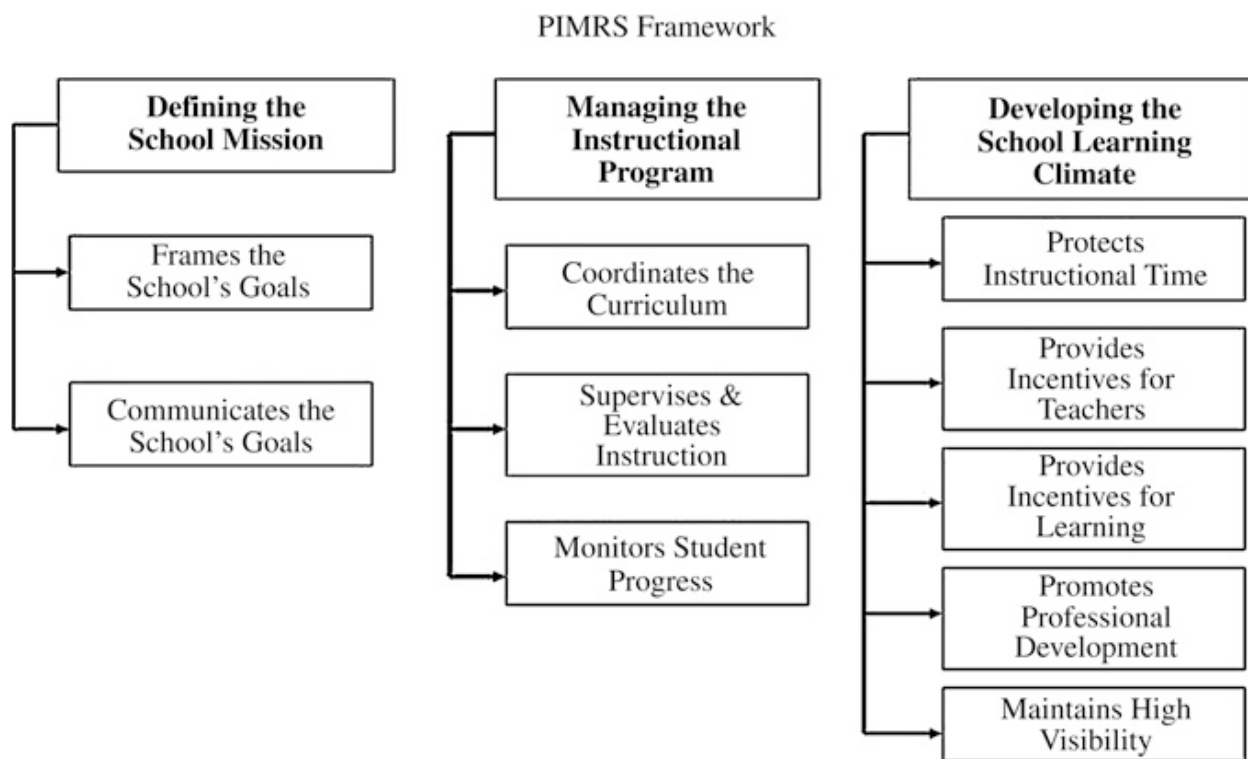 PIMRS Framework
Defining the
School Mission
Frames the
School's Goals
Communicates the
School's Goals
Managing the
Instructional
Program
Coordinates the
Curriculum
Supervises &
Evaluates
Instruction
Monitors Student
Progress
Developing the
School Learning
Climate
Protects
Instructional Time
Provides
Incentives for
Teachers
Provides
Incentives for
Learning
Promotes
Professional
Development
Maintains High
Visibility